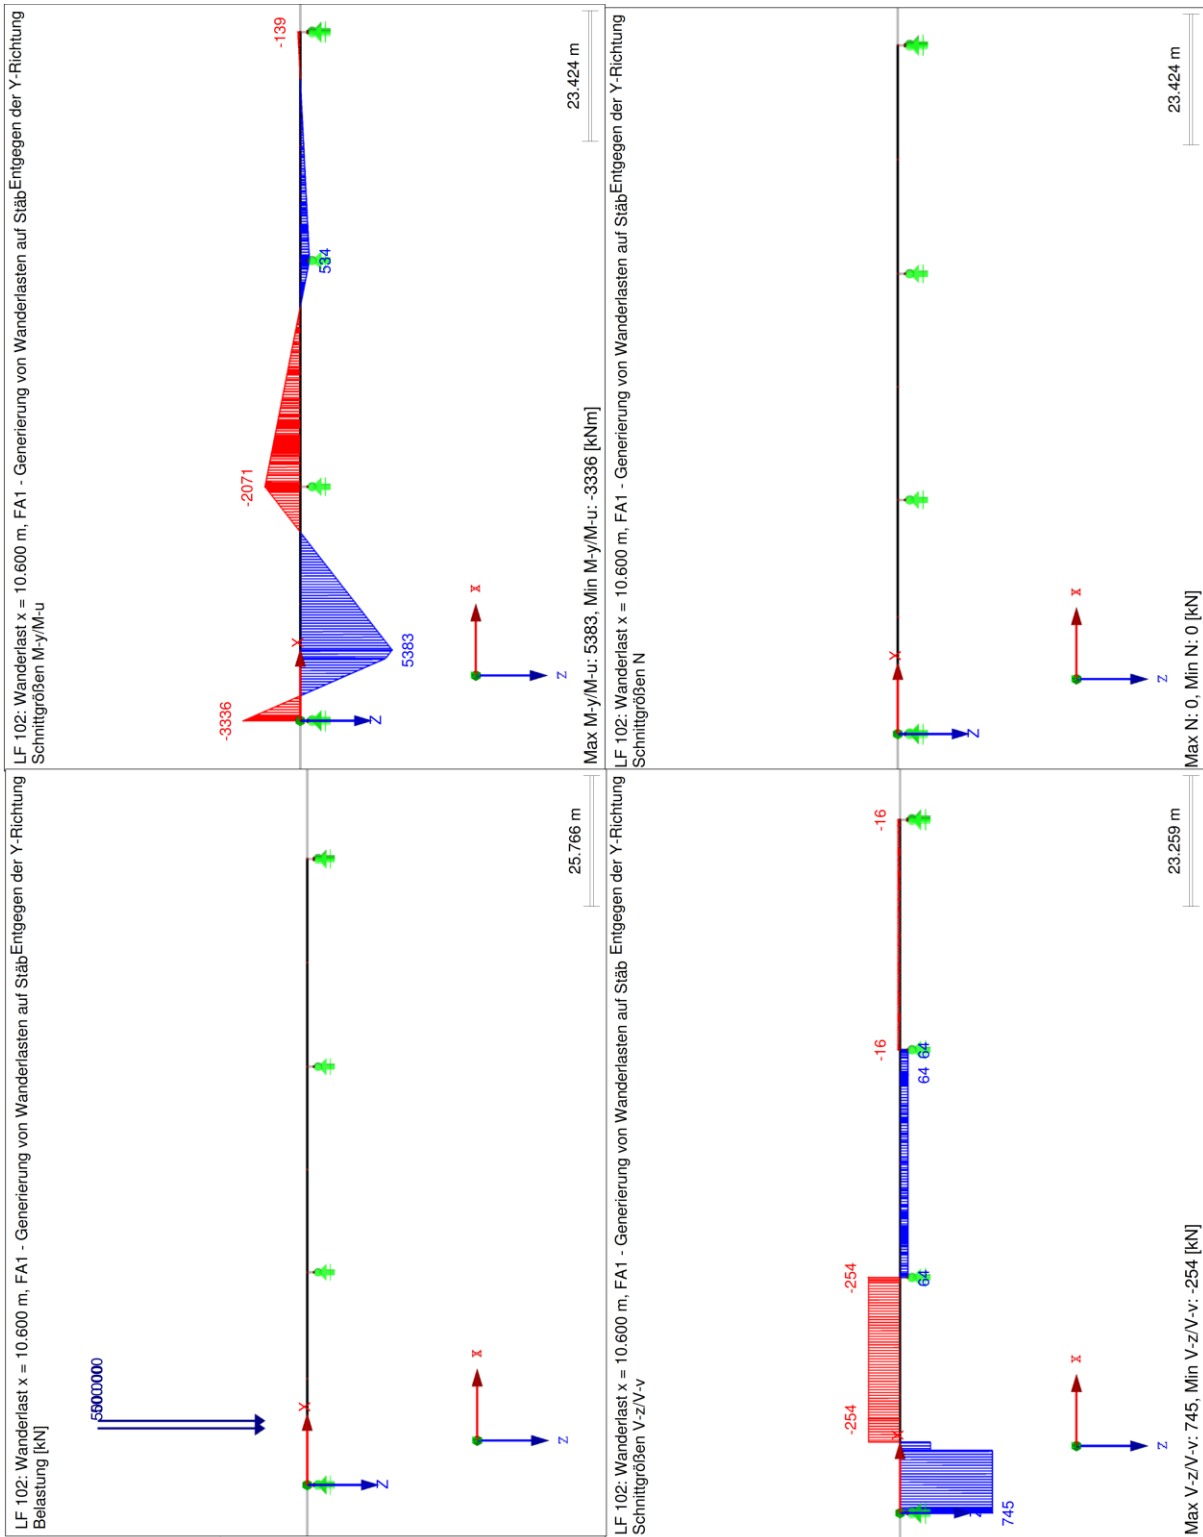 LF 102: Wanderlast x = 10.600 m, FA1 - Generierung von Wanderlasten auf Stäb Entgegen der Y-Richtung
Belastung [kN]
Z
X
X
Z
25.766 m
LF 102: Wanderlast x = 10.600 m, FA1 - Generierung von Wanderlasten auf Stäb Entgegen der Y-Richtung
Schnittgrößen M-y/M-u
-3336
-2071
-139
5383
534
Z
X
X
Z
23.424 m
Max M-y/M-u: 5383, Min M-y/M-u: -3336 [kNm]
LF 102: Wanderlast x = 10.600 m, FA1 - Generierung von Wanderlasten auf Stäb Entgegen der Y-Richtung
Schnittgrößen V-z/V-v
-254
-254
-16
-16
745
64
64
64
X
X
Z
23.259 m
Max V-z/V-v: 745, Min V-z/V-v: -254 [kN]
LF 102: Wanderlast x = 10.600 m, FA1 - Generierung von Wanderlasten auf Stäb Entgegen der Y-Richtung
Schnittgrößen N
Z
X
X
Z
23.424 m
Max N: 0, Min N: 0 [kN]